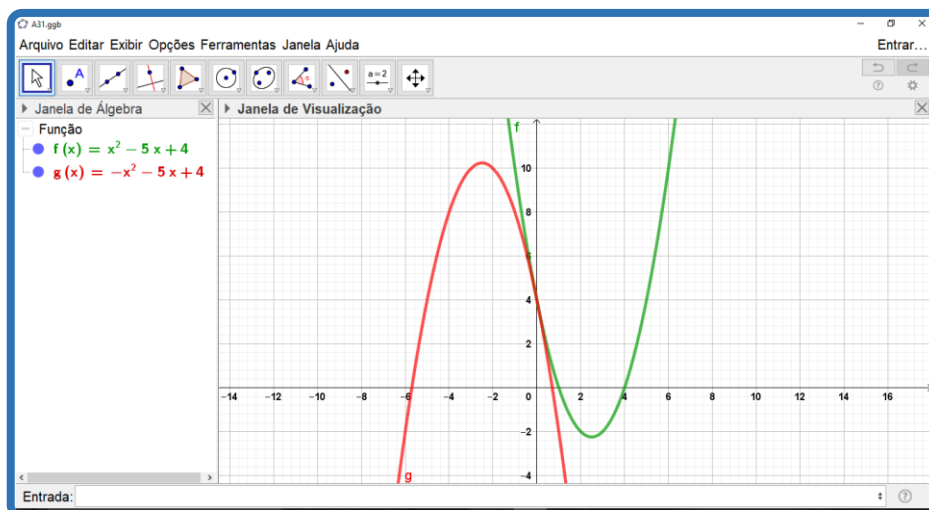 A31.ggb
Arquivo Editar Exibir Opções Ferramentas Janela Ajuda
Entrar...
A
a=2
Janela de Álgebra
Janela de Visualização
Função
f (x) = x² − 5 x + 4
g (x) = −x² − 5 x + 4
f
10
8
6
4
2
−14 −12 −10 −8 −6 −4 −2 0 2 4 6 8 10 12 14 16
−2
−4
g
Entrada: